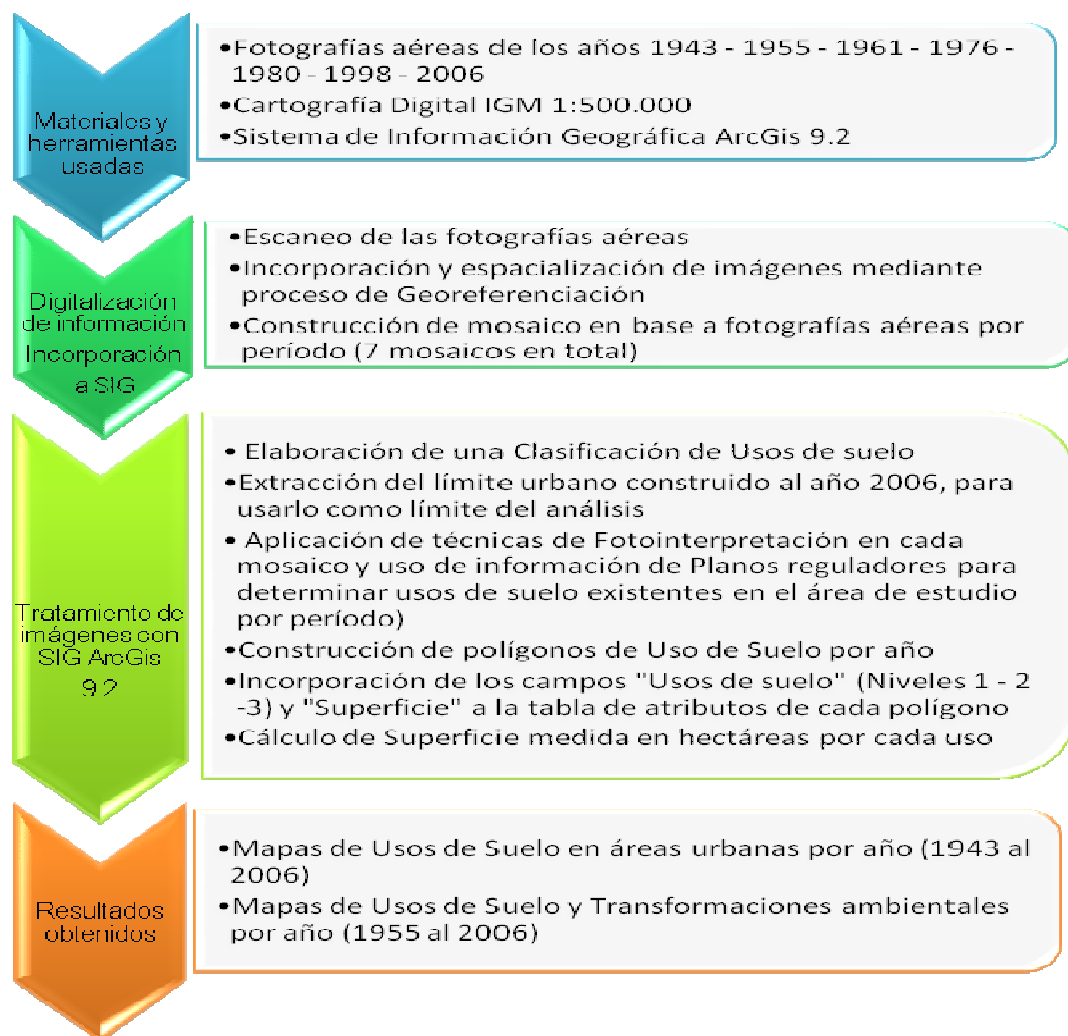 Materiales y
herramientas
usadas
•Fotografías aéreas de los años 1943 - 1955 - 1961 - 1976 -
1980 - 1998 - 2006
•Cartografía Digital IGM 1:500.000
•Sistema de Información Geográfica ArcGis 9.2
Digitalización
de información
Incorporación
a SIG
•Escaneo de las fotografías aéreas
•Incorporación y espacialización de imágenes mediante
proceso de Georeferenciación
•Construcción de mosaico en base a fotografías aéreas por
período (7 mosaicos en total)
Tratamiento de
imágenes con
SIG ArcGis
9.2
• Elaboración de una Clasificación de Usos de suelo
•Extracción del límite urbano construido al año 2006, para
usarlo como límite del análisis
• Aplicación de técnicas de Fotointerpretación en cada
mosaico y uso de información de Planos reguladores para
determinar usos de suelo existentes en el área de estudio
por período)
•Construcción de polígonos de Uso de Suelo por año
•Incorporación de los campos "Usos de suelo" (Niveles 1 - 2
-3) y "Superficie" a la tabla de atributos de cada polígono
•Cálculo de Superficie medida en hectáreas por cada uso
Resultados
obtenidos
•Mapas de Usos de Suelo en áreas urbanas por año (1943 al
2006)
•Mapas de Usos de Suelo y Transformaciones ambientales
por año (1955 al 2006)